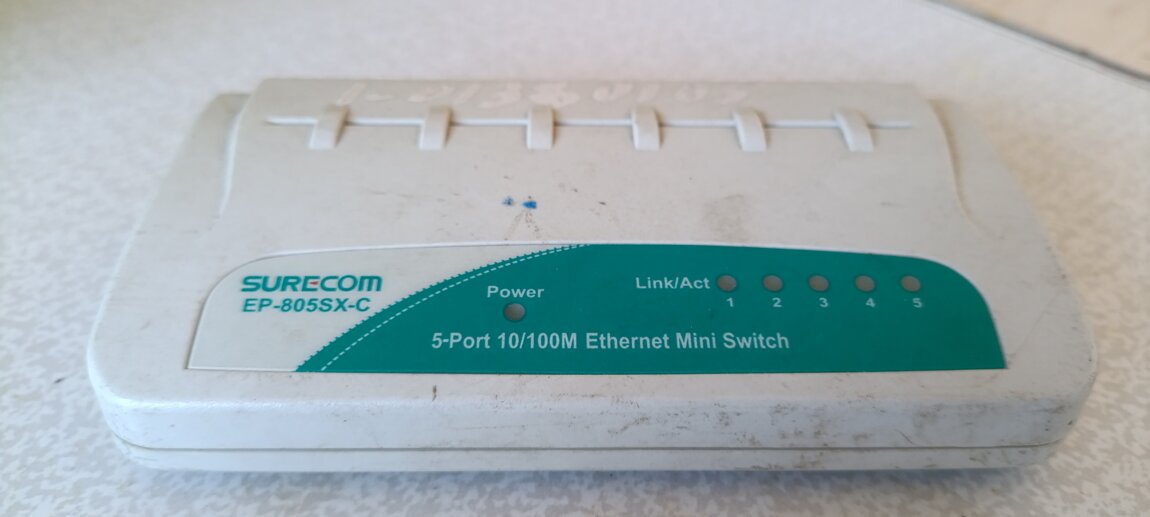 SURECOM
EP-805SX-C
Power
Link/Act
1 2 3 4 5
5-Port 10/100M Ethernet Mini Switch